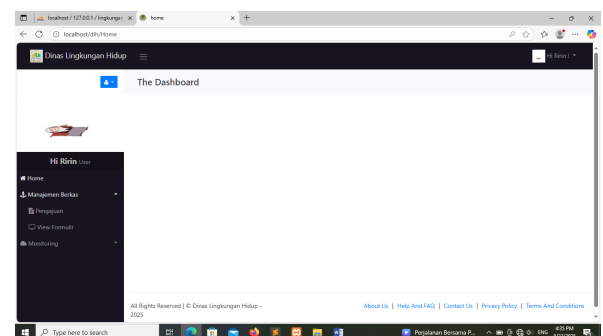 localhost / 127.0.0.1 / lingkungan
home
localhost/dlh/Home
Dinas Lingkungan Hidup
Hi Ririn !
The Dashboard
Hi Ririn User
Home
Manajemen Berkas
Pengajuan
View Formulir
Monitoring
All Rights Reserved | © Dinas Lingkungan Hidup -
2025
About Us | Help And FAQ | Contact Us | Privacy Policy | Terms And Conditions
Type here to search
Perjalanan Bersama P...
ENG
4:35 PM